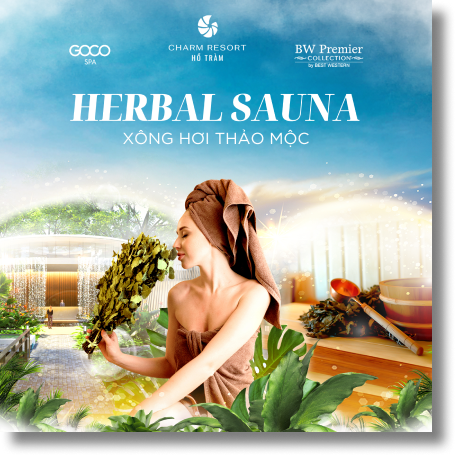 GOCO
SPA
CHARM RESORT
HỒ TRÀM
BW Premier
COLLECTION
by BEST WESTERN
HERBAL SAUNA
XÔNG HƠI THẢO MỘC